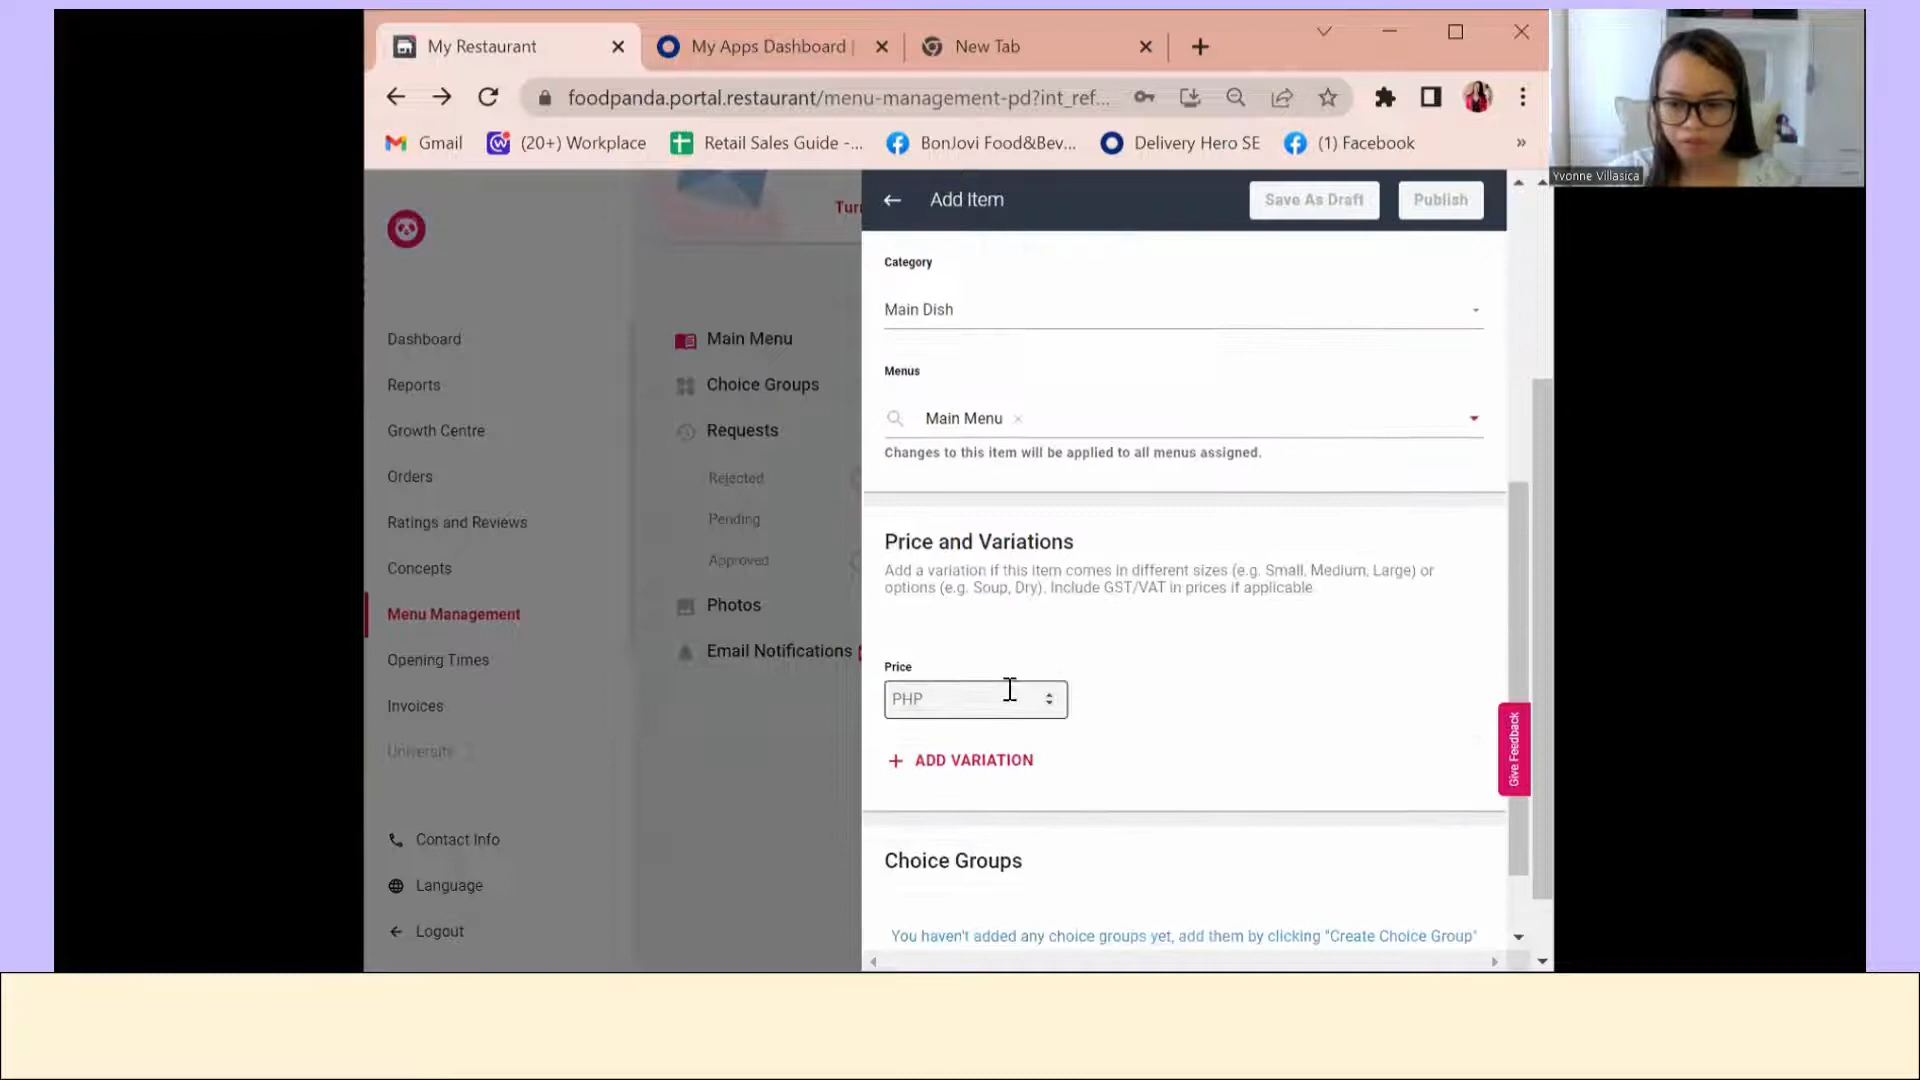 My Restaurant
My Apps Dashboard |
New Tab
foodpanda.portal.restaurant/menu-management-pd?int_ref...
Gmail
(20+) Workplace
Retail Sales Guide -...
BonJovi Food&Bev...
Delivery Hero SE
(1) Facebook
»
Yvonne Villasica
Add Item
Save As Draft
Publish
Dashboard
Reports
Growth Centre
Orders
Ratings and Reviews
Concepts
Menu Management
Opening Times
Invoices
University
Contact Info
Language
Logout
Turn
Main Menu
Choice Groups
Requests
Rejected
Pending
Approved
Photos
Email Notifications
Category
Main Dish
Menus
Main Menu ×
Changes to this item will be applied to all menus assigned.
Price and Variations
Add a variation if this item comes in different sizes (e.g. Small, Medium, Large) or
options (e.g. Soup, Dry). Include GST/VAT in prices if applicable
Price
PHP
+ ADD VARIATION
Choice Groups
You haven't added any choice groups yet, add them by clicking "Create Choice Group"
Give Feedback